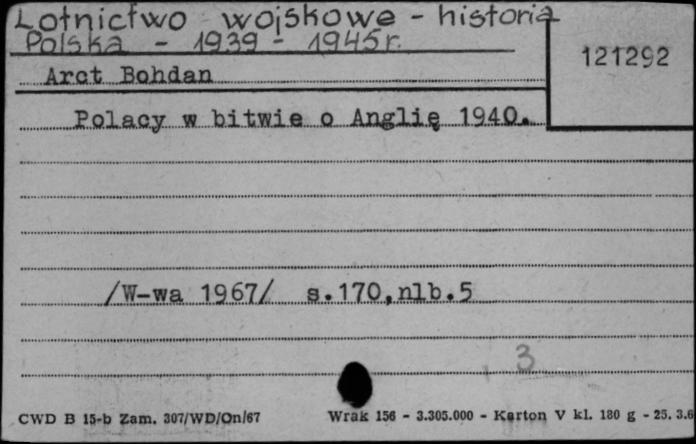 Lotnictwo wojskowe - historia
Polska - 1939 - 1945 r.
121292
Arct Bohdan
Polacy w bitwie o Anglię 1940.
/W-wa 1967/ s.170,nlb.5
3
CWD B 15-b Zam. 307/WD/On/67
Wrak 156 - 3.305.000 - Karton V kl. 180 g - 25. 3.6